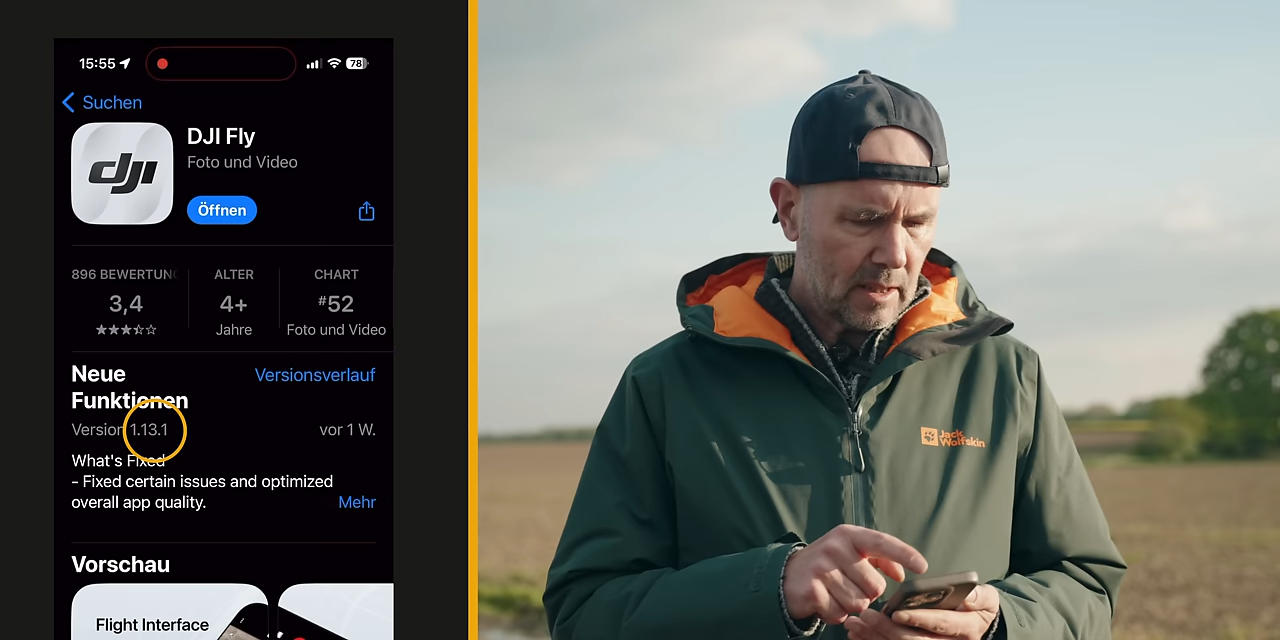 15:55
78
Suchen
dji
DJI Fly
Foto und Video
Öffnen
896 BEWERTUN
ALTER
CHART
3,4
4+
#52
Jahre
Foto und Video
Neue
Funktionen
Versionsverlauf
Version 1.13.1
vor 1 W.
What's Fixed
- Fixed certain issues and optimized
overall app quality.
Mehr
Vorschau
Flight Interface
Jack
Wolfskin